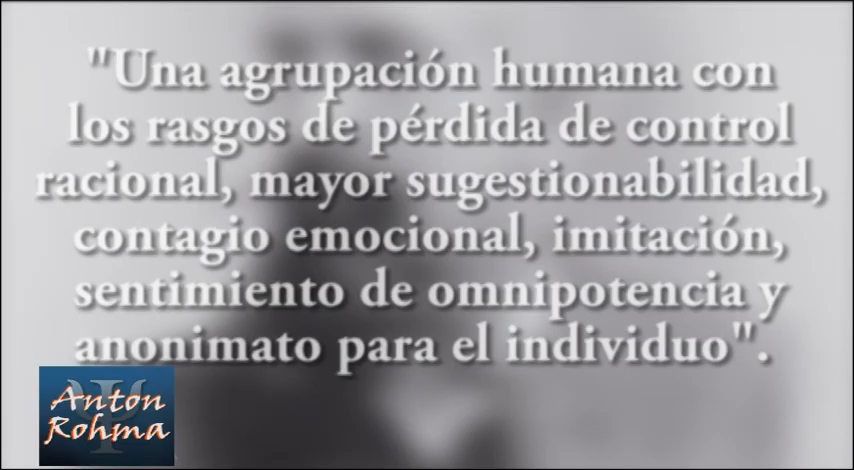 "Una agrupación humana con
los rasgos de pérdida de control
racional, mayor sugestionabilidad,
contagio emocional, imitación,
sentimiento de omnipotencia y
anonimato para el individuo".
Ψ
Anton
Rohma